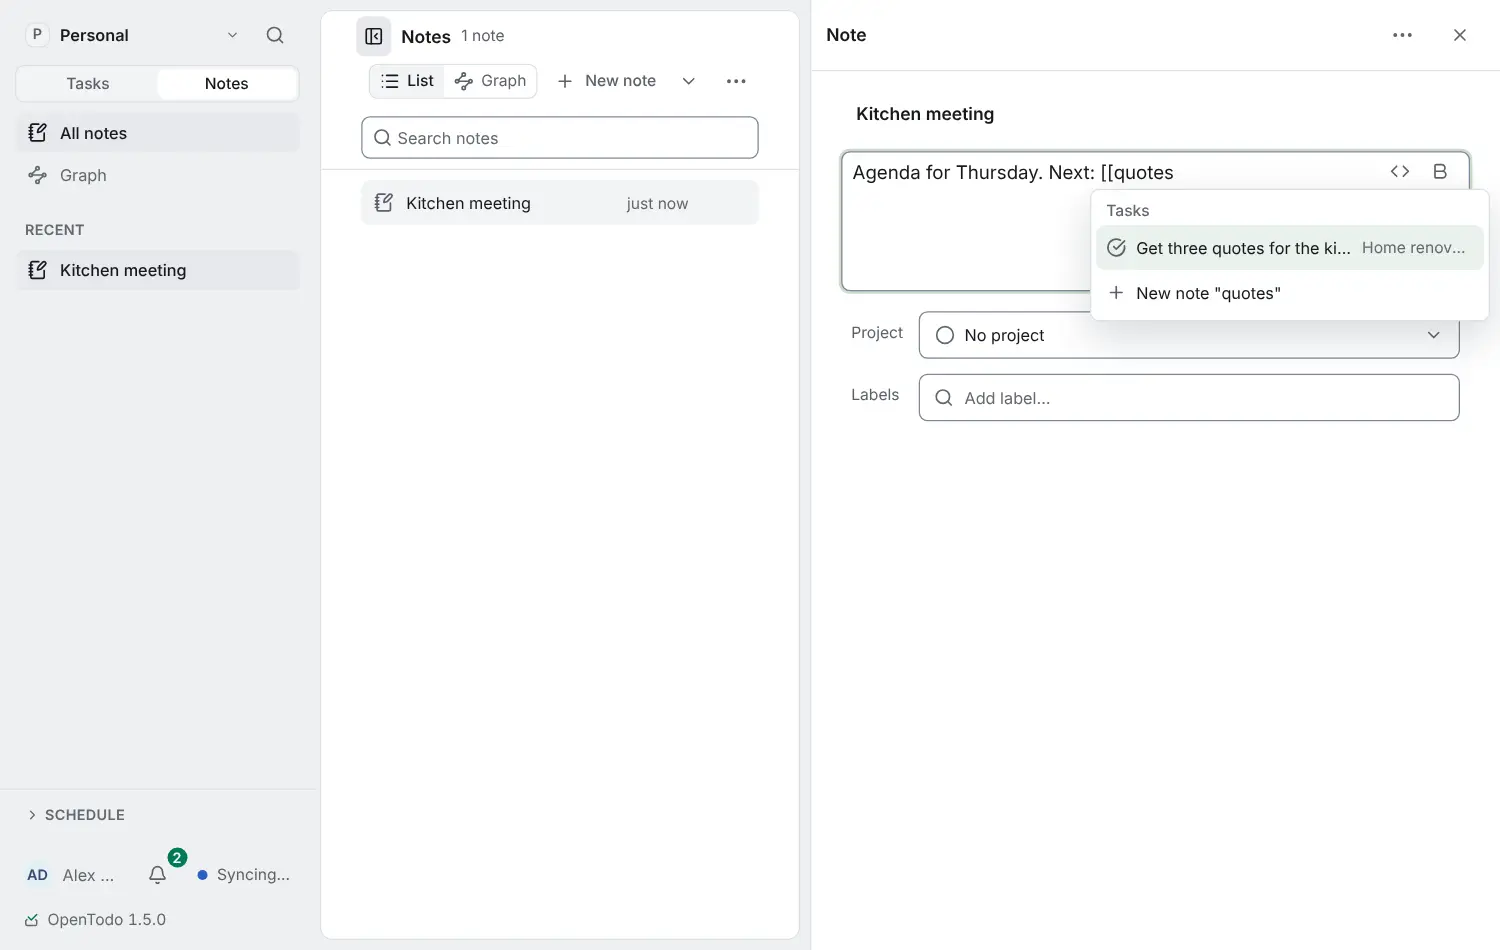 P Personal
Tasks Notes
All notes
Graph
RECENT
Kitchen meeting
SCHEDULE
AD Alex ... 2 Syncing...
OpenTodo 1.5.0
Notes 1 note
List Graph New note
Search notes
Kitchen meeting just now
Note
Kitchen meeting
Agenda for Thursday. Next: [[quotes <> B
Tasks
Get three quotes for the ki... Home renov...
New note "quotes"
Project No project
Labels Add label...